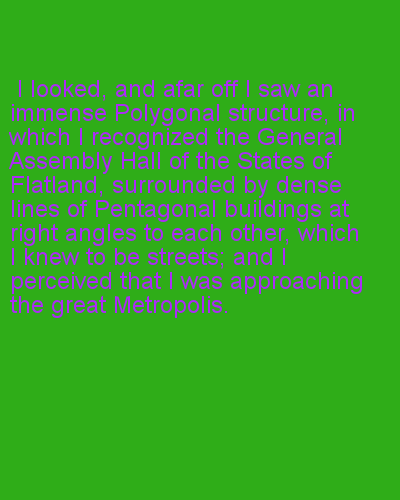 I looked, and afar off I saw an
immense Polygonal structure, in
which I recognized the General
Assembly Hall of the States of
Flatland, surrounded by dense
lines of Pentagonal buildings at
right angles to each other, which
I knew to be streets; and I
perceived that I was approaching
the great Metropolis.